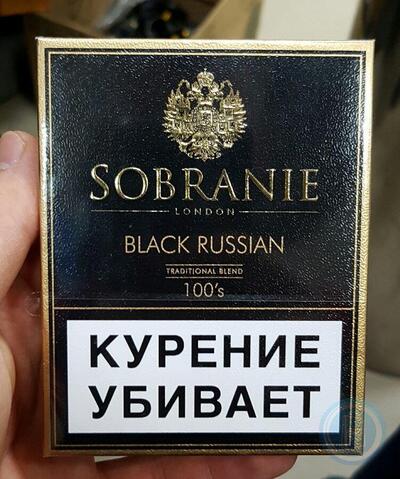 SOBRANIE
LONDON
BLACK RUSSIAN
TRADITIONAL BLEND
100's
КУРЕНИЕ
УБИВАЕТ